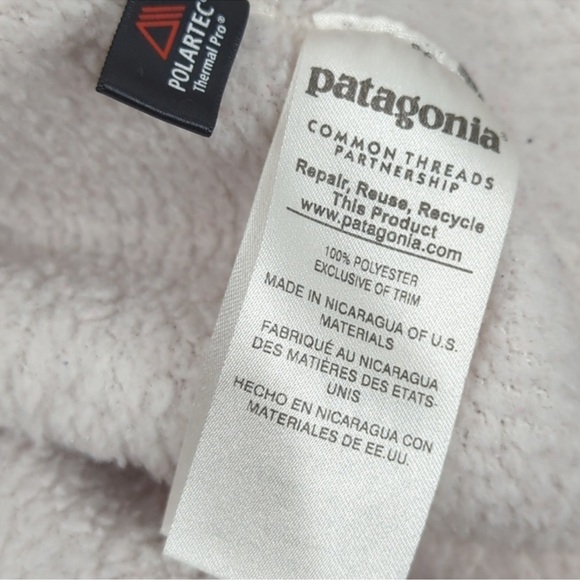 POLARTEC
Thermal Pro®
patagonia
COMMON THREADS
PARTNERSHIP
Repair, Reuse, Recycle
This Product
www.patagonia.com
100% POLYESTER
EXCLUSIVE OF TRIM
MADE IN NICARAGUA OF U.S.
MATERIALS
FABRIQUÉ AU NICARAGUA
DES MATIÈRES DES ETATS-
UNIS
HECHO EN NICARAGUA CON
MATERIALES DE EE.UU.